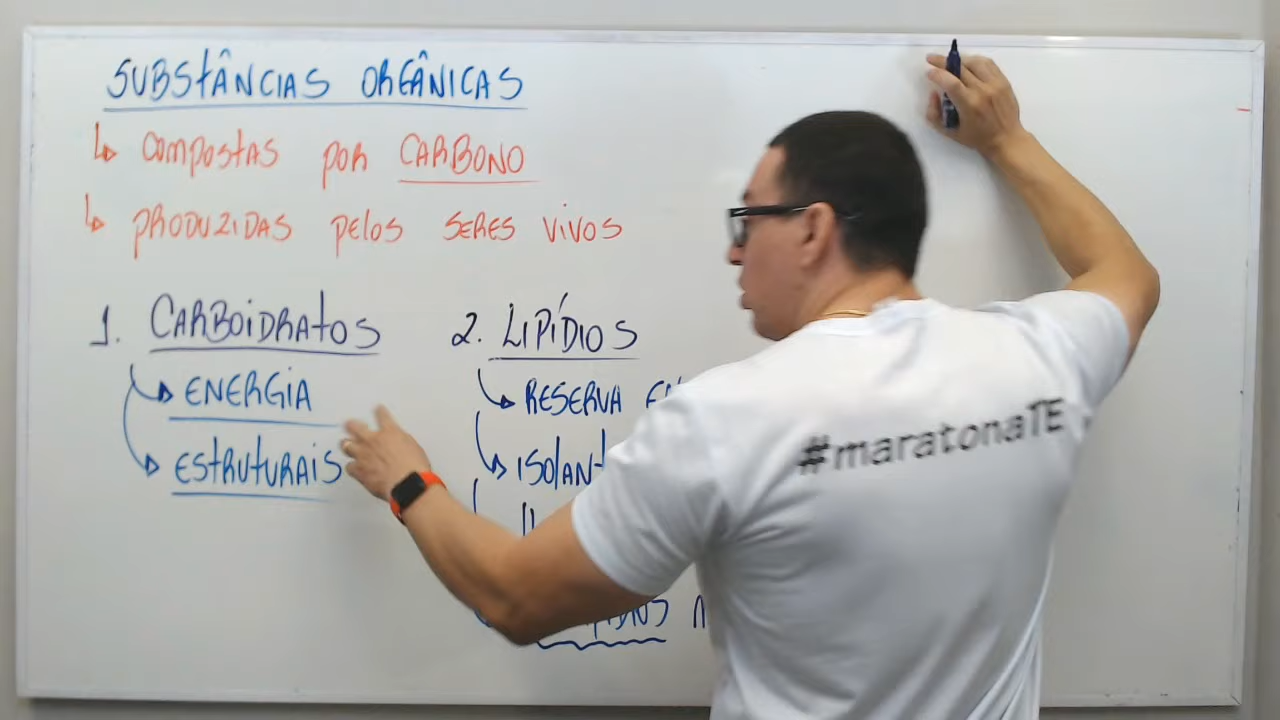 SUBSTÂNCIAS ORGÂNICAS
↳ COMPOSTAS POR CARBONO
↳ PRODUZIDAS PELOS SERES VIVOS
1. CARBOIDRATOS
→ ENERGIA
→ ESTRUTURAIS
2. LIPÍDIOS
→ RESERVA
#maratonaTE